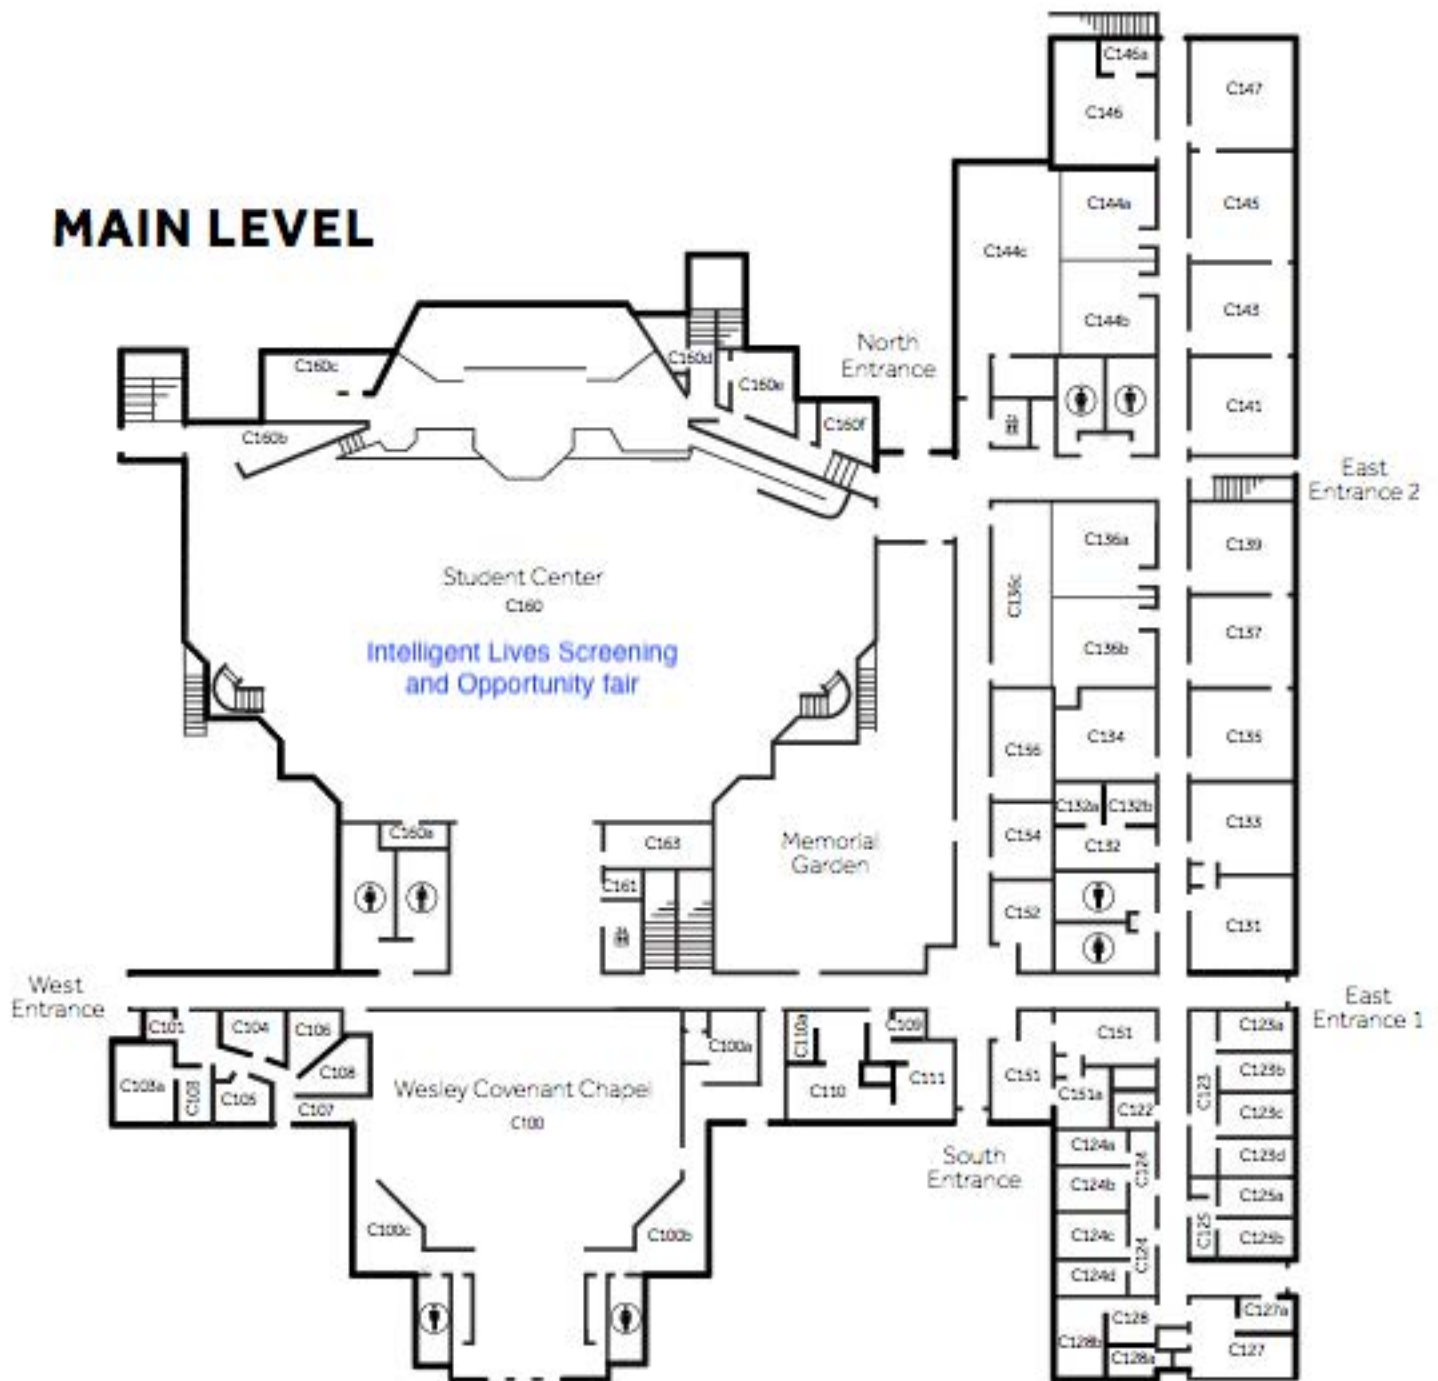 C146a
C147
C146
MAIN LEVEL
C144a
C145
C144c
C143
C144b
North
Entrance
C160d
C160c
C160e
C141
C160f
C160b
East
Entrance 2
C136a
C139
Student Center
C160
C136c
C137
C136b
Intelligent Lives Screening
and Opportunity fair
C134
C135
C155
C132a
C132b
C133
C160a
C163
Memorial
Garden
C154
C132
C161
C152
C131
West
Entrance
East
Entrance 1
C101
C104
C106
C100a
C110a
C109
C151
C123a
C103a
C103
C105
C108
C107
Wesley Covenant Chapel
C100
C110
C111
C151
C151a
C122
C123
C123b
C123c
South
Entrance
C124a
C124
C123d
C124b
C125a
C100c
C100b
C124c
C124
C125
C125b
C124d
C128
C127a
C128b
C128a
C127